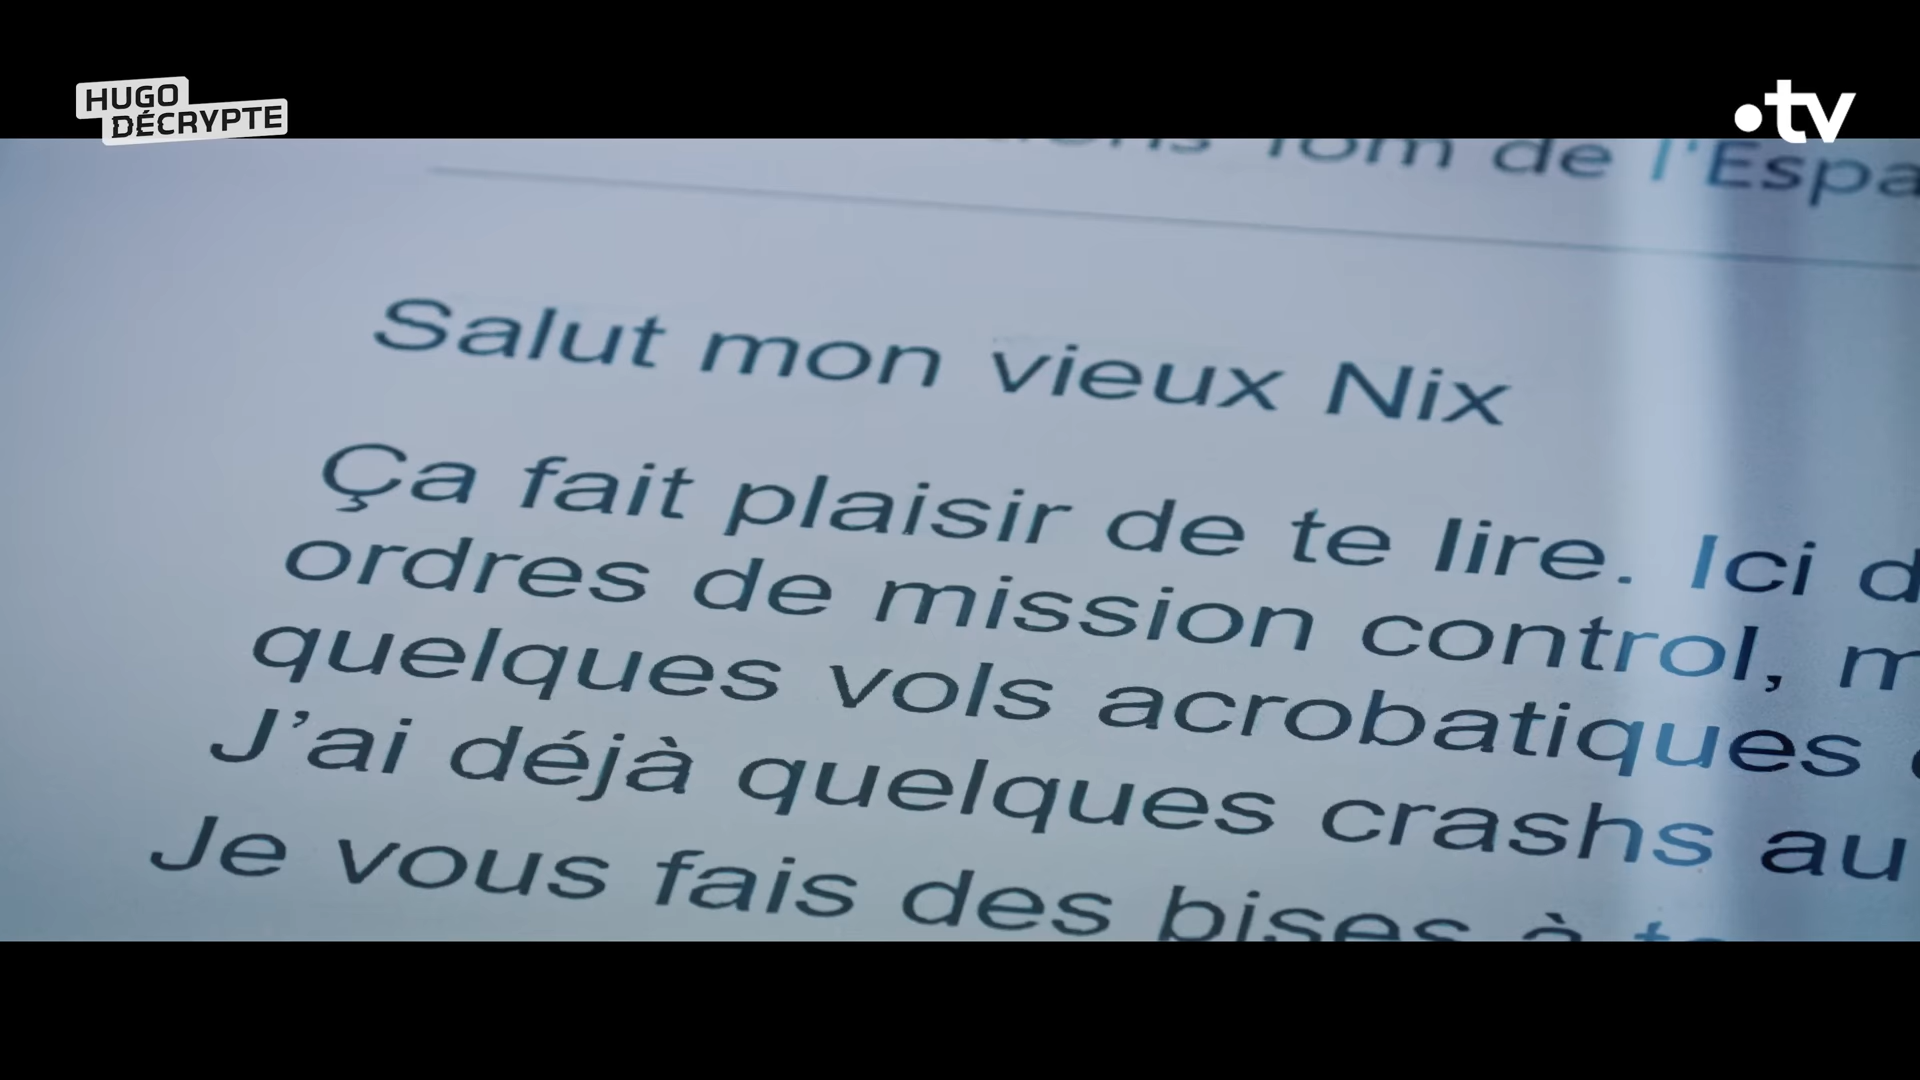 HUGO
DÉCRYPTE
tv
Tom de l'Espa
Salut mon vieux Nix
Ça fait plaisir de te lire. Ici d
ordres de mission control, m
quelques vols acrobatiques
J’ai déjà quelques crashs au
Je vous fais des bises à